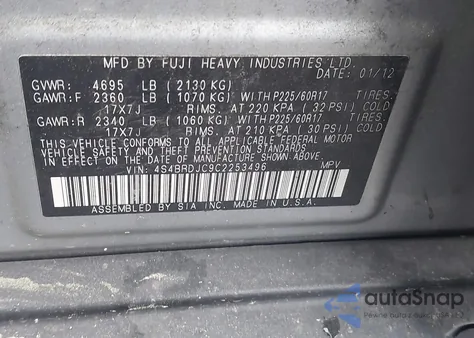 MFD BY FUJI HEAVY INDUSTRIES LTD.
DATE: 01/12
GVWR: 4695 LB ( 2130 KG)
GAWR:F 2360 LB ( 1070 KG) WITH P225/60R17
17X7J RIMS. AT 220 KPA ( 32 PSI) COLD
GAWR:R 2340 LB ( 1060 KG) WITH P225/60R17
17X7J RIMS. AT 210 KPA ( 30 PSI) COLD
THIS VEHICLE CONFORMS TO ALL APPLICABLE
FEDERAL MOTOR VEHICLE SAFETY AND THEFT
PREVENTION STANDARDS IN EFFECT ON THE
DATE OF MANUFACTURE SHOWN ABOVE.
VIN: 4S4BRDJC9C2253496 MPV
ASSEMBLED BY SIA INC. MADE IN U.S.A.
autoSnap
Pewne auto z